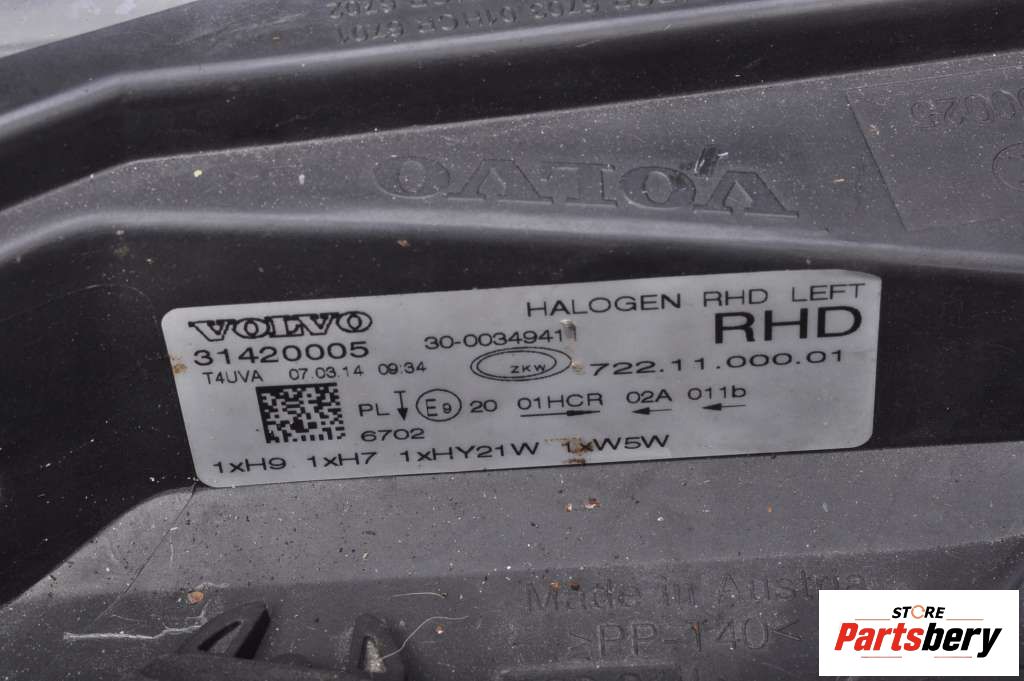 VOLVO
VOLVO
31420005
T4UVA 07.03.14 09:34
HALOGEN RHD LEFT
30-0034941
RHD
ZKW
722.11.000.01
PL E9 20 01HCR 02A 011b
6702
1xH9 1xH7 1xHY21W 1xW5W
Made in Austria
>PP T40<
STORE
Partsbery